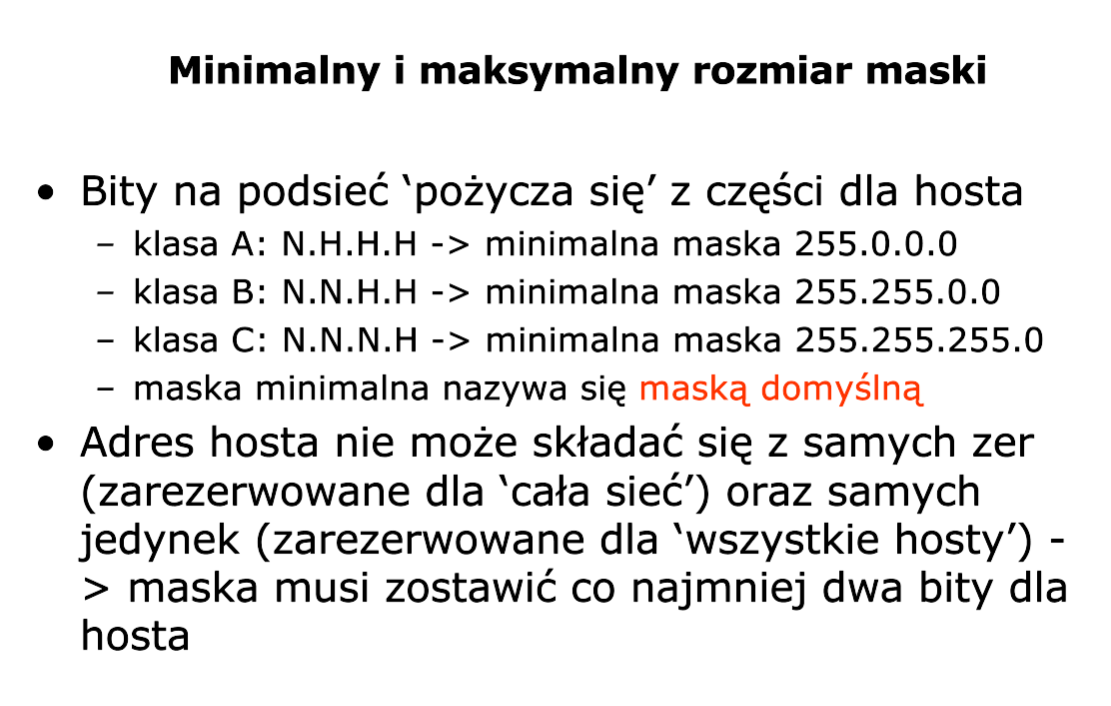 Minimalny i maksymalny rozmiar maski
• Bity na podsieć ‘pożycza się’ z części dla hosta
– klasa A: N.H.H.H -> minimalna maska 255.0.0.0
– klasa B: N.N.H.H -> minimalna maska 255.255.0.0
– klasa C: N.N.N.H -> minimalna maska 255.255.255.0
– maska minimalna nazywa się maską domyślną
• Adres hosta nie może składać się z samych zer
(zarezerwowane dla ‘cała sieć’) oraz samych
jedynek (zarezerwowane dla ‘wszystkie hosty’) -
> maska musi zostawić co najmniej dwa bity dla
hosta